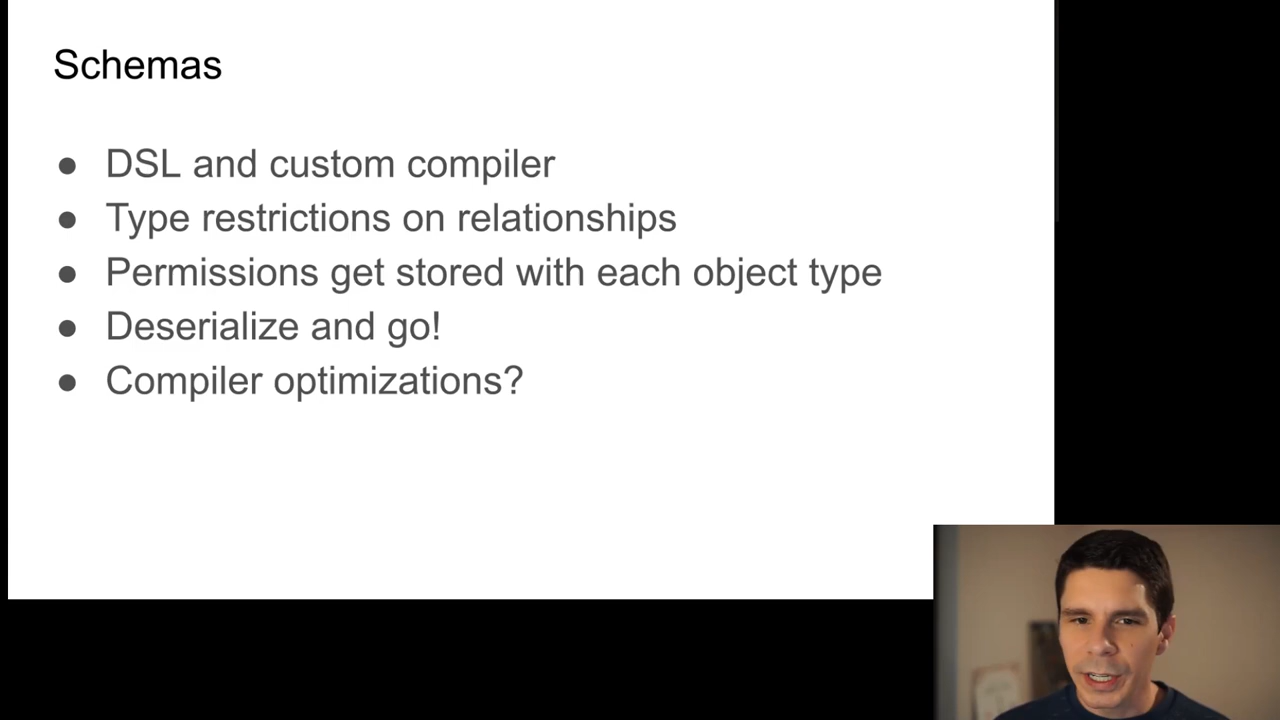 Schemas
● DSL and custom compiler
● Type restrictions on relationships
● Permissions get stored with each object type
● Deserialize and go!
● Compiler optimizations?